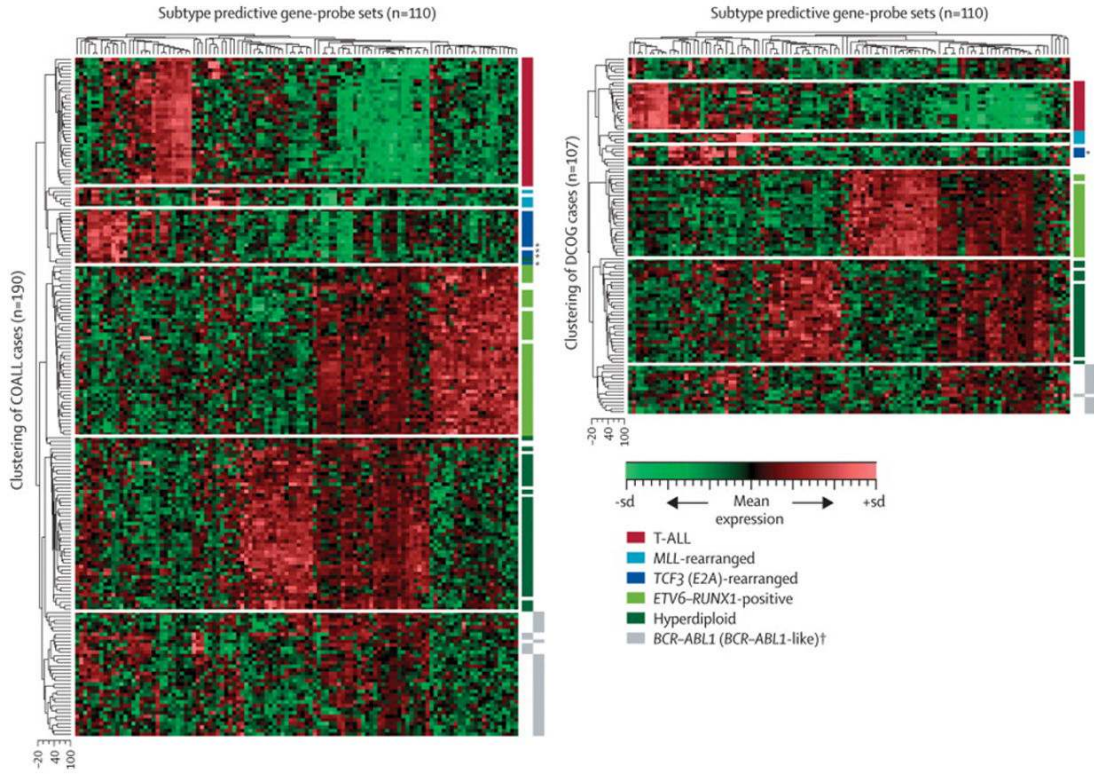 Subtype predictive gene-probe sets (n=110)
Clustering of COALL cases (n=190)
-20
40
100
****
Subtype predictive gene-probe sets (n=110)
Clustering of DCOG cases (n=107)
-20
40
100
*
-sd
Mean
expression
+sd
T-ALL
MLL-rearranged
TCF3 (E2A)-rearranged
ETV6–RUNX1-positive
Hyperdiploid
BCR–ABL1 (BCR–ABL1-like)†